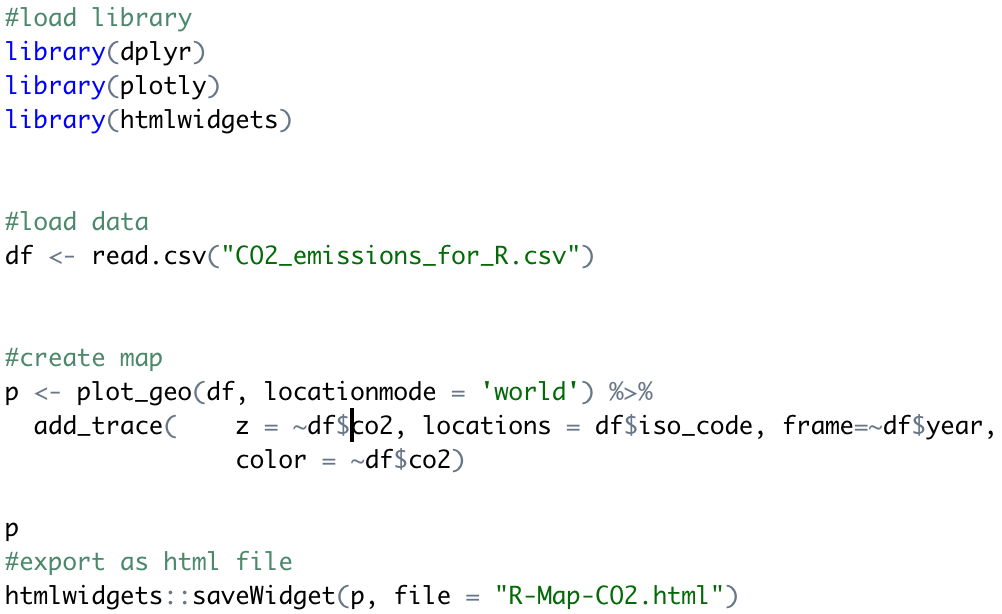 #load library
library(dplyr)
library(plotly)
library(htmlwidgets)
#load data
df <- read.csv("CO2_emissions_for_R.csv")
#create map
p <- plot_geo(df, locationmode = 'world') %>%
  add_trace(    z = ~df$co2, locations = df$iso_code, frame=~df$year,
                color = ~df$co2)
p
#export as html file
htmlwidgets::saveWidget(p, file = "R-Map-CO2.html")